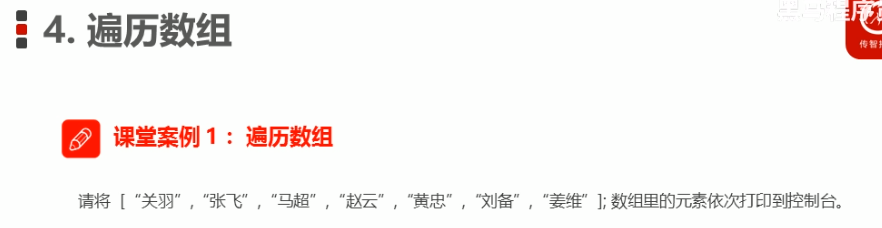 4. 遍历数组
课堂案例 1 : 遍历数组
请将 [ “关羽” , “张飞” , “马超” , “赵云” , “黄忠” , “刘备” , “姜维” ]; 数组里的元素依次打印到控制台。